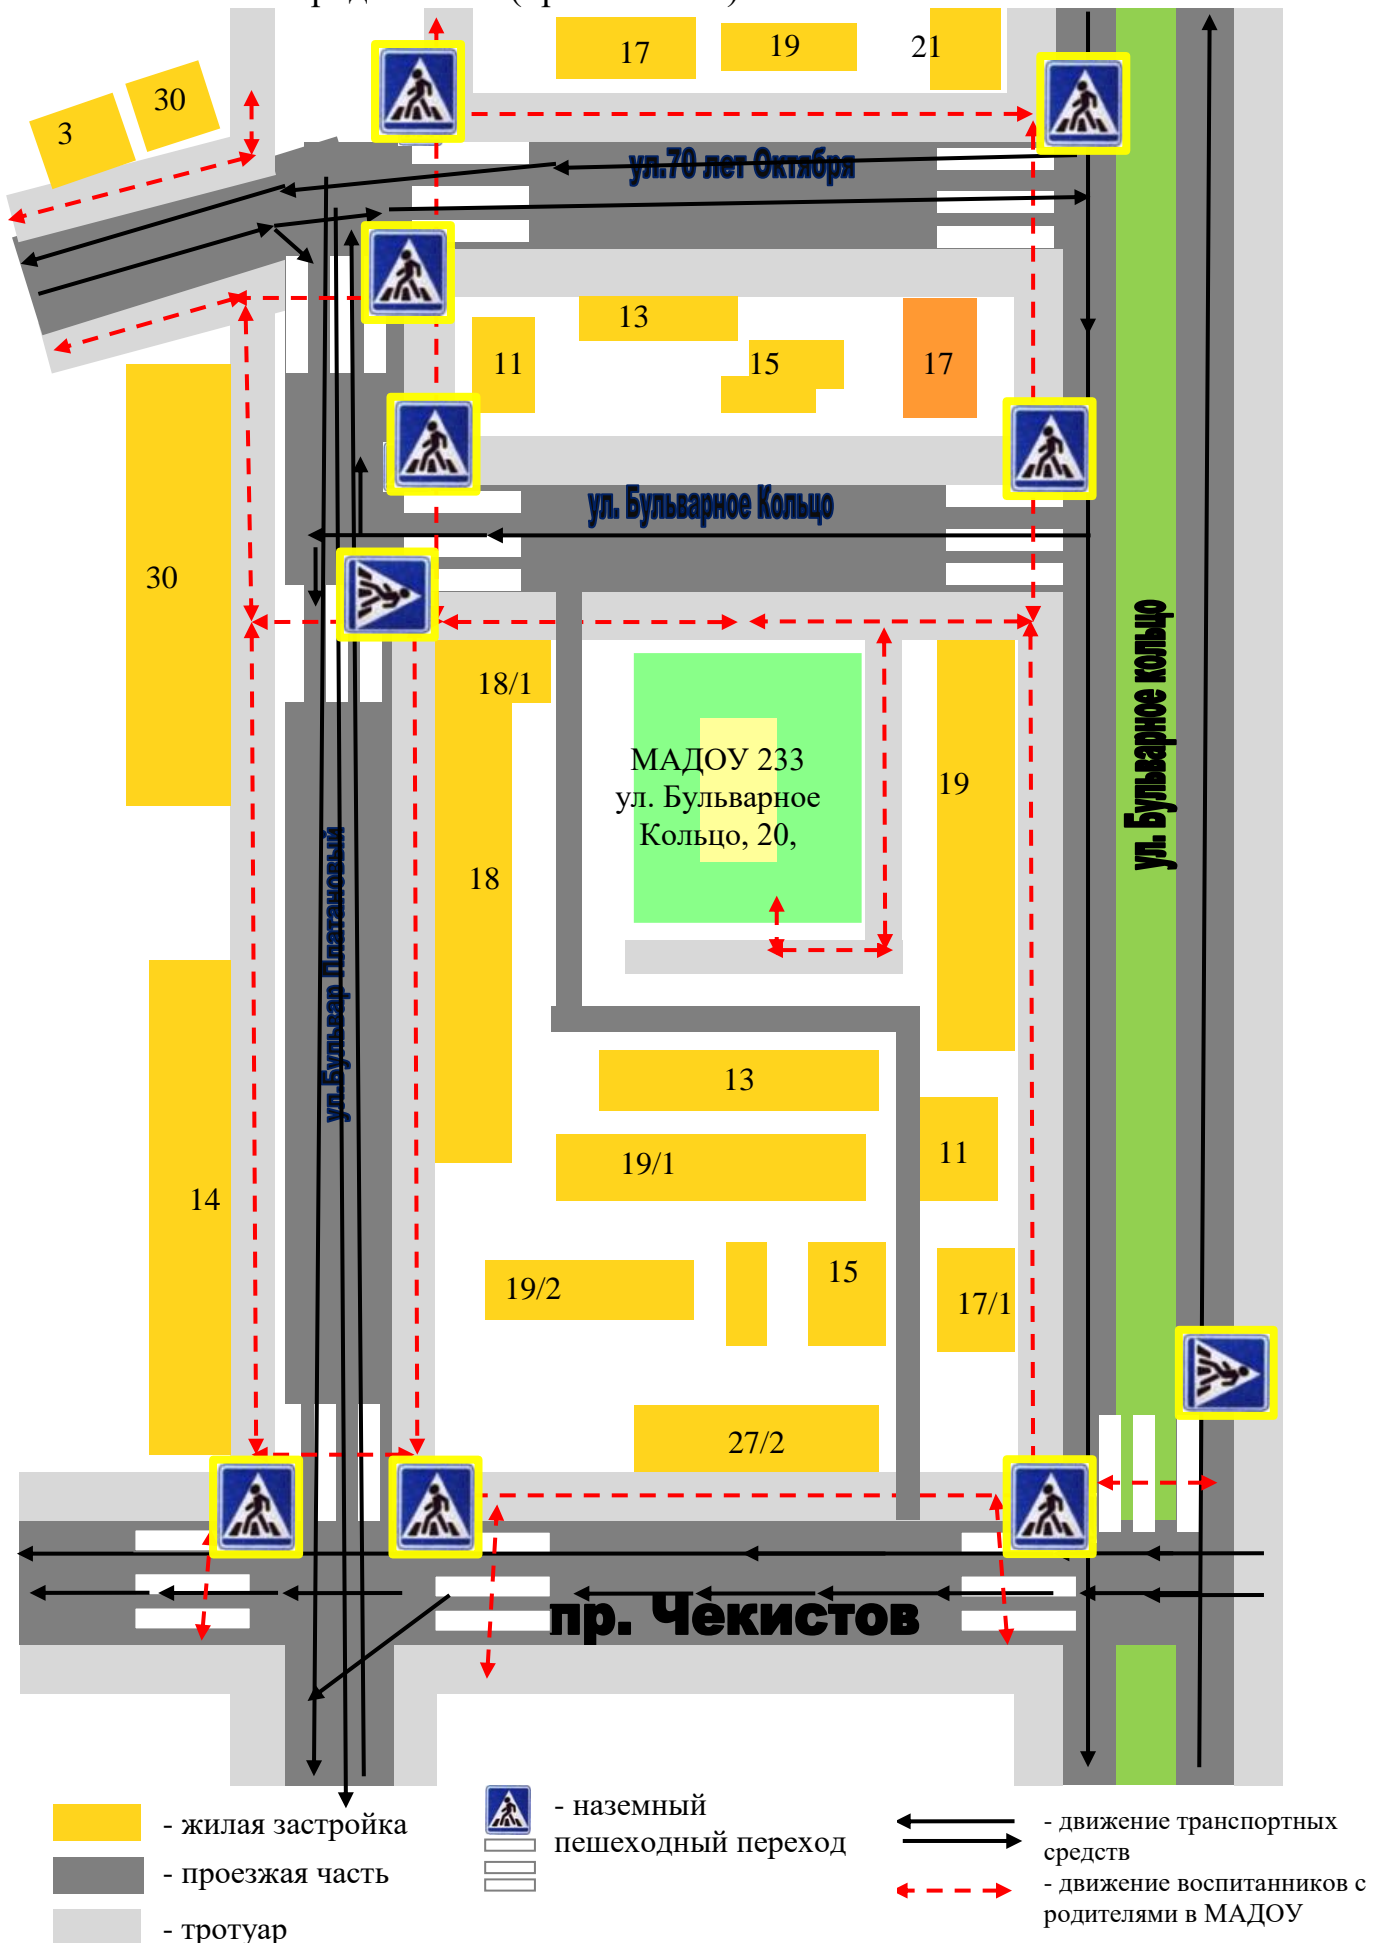 17
19
21
30
3
ул.70 лет Октября
13
11
15
17
ул. Бульварное Кольцо
30
18/1
МАДОУ 233
ул. Бульварное
Кольцо, 20,
19
ул. Бульварное кольцо
18
ул.Бульвар Платановый
13
19/1
11
14
15
19/2
17/1
27/2
пр. Чекистов
- жилая застройка
- проезжая часть
- тротуар
- наземный
пешеходный переход
- движение транспортных
средств
- движение воспитанников с
родителями в МАДОУ